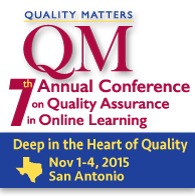 QUALITY MATTERS
QM
7th Annual Conference
on Quality Assurance
in Online Learning
Deep in the Heart of Quality
Nov 1-4, 2015
San Antonio